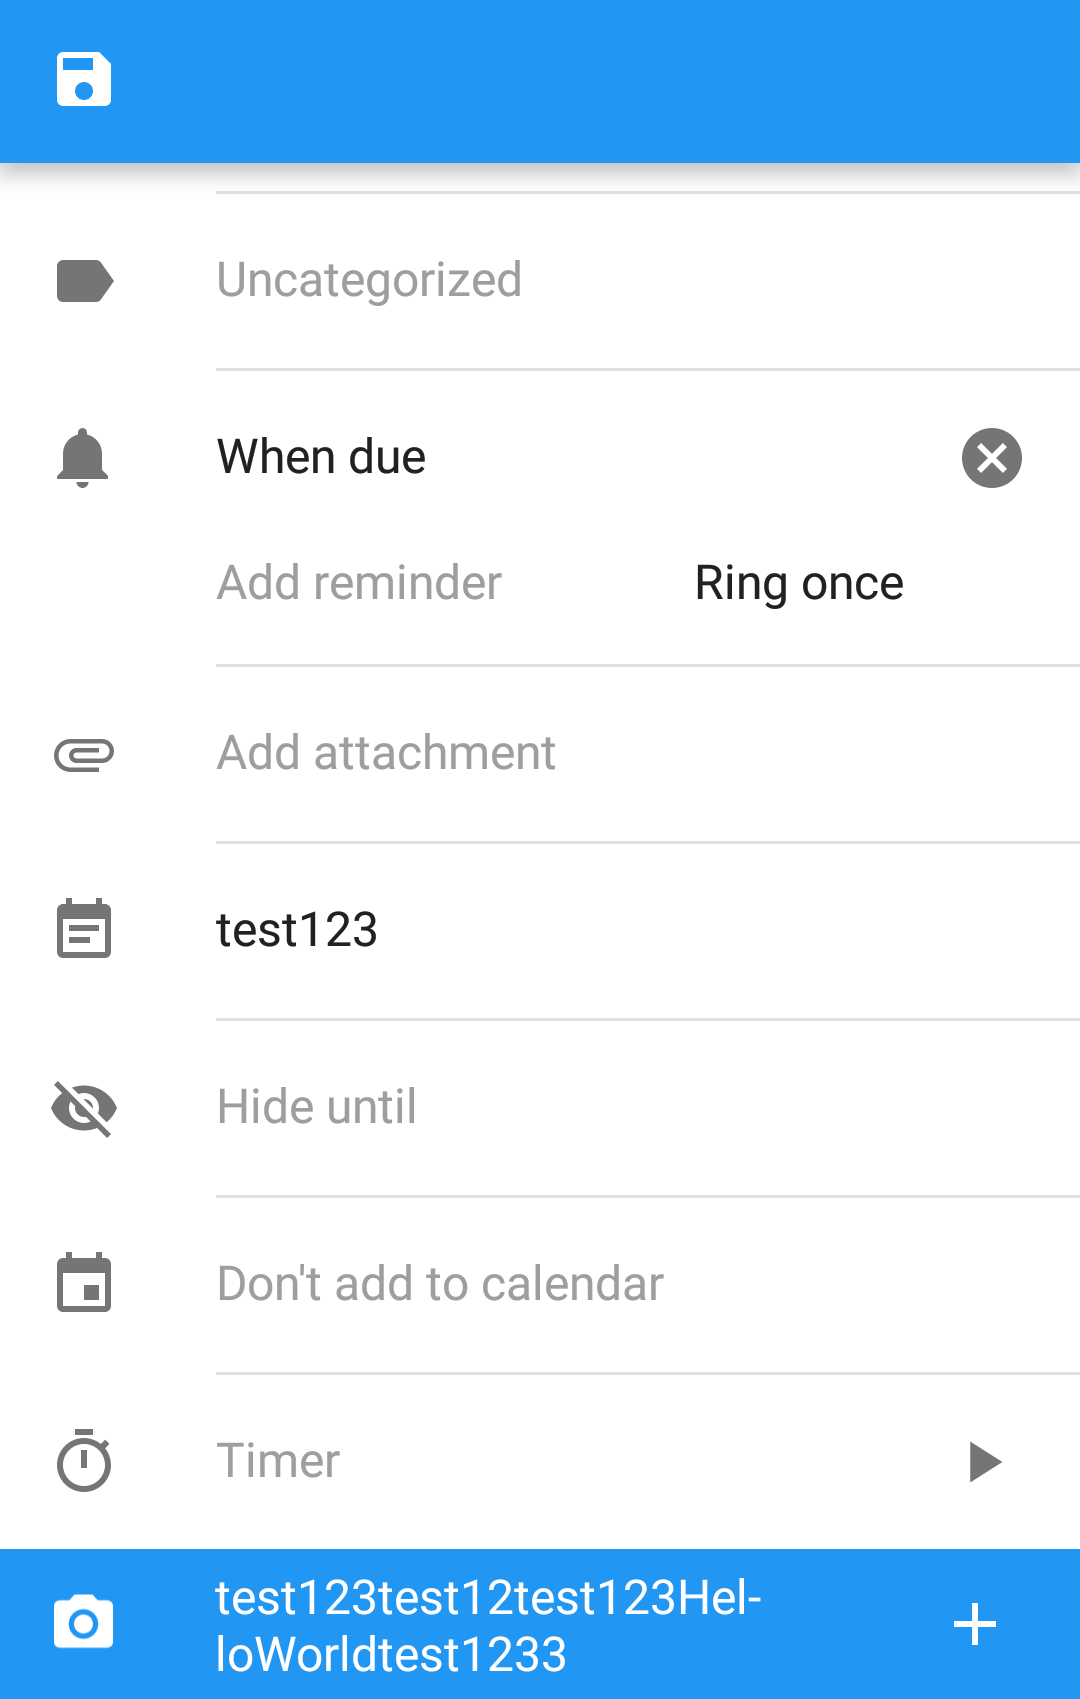 Uncategorized
When due
Add reminder Ring once
Add attachment
test123
Hide until
Don't add to calendar
Timer
test123test12test123Hel-
loWorldtest1233